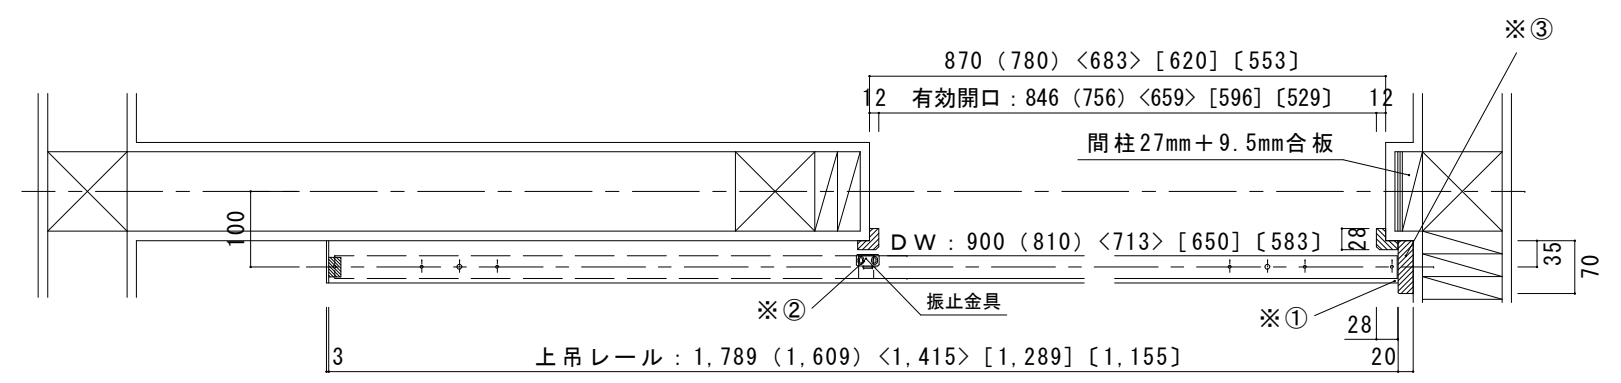 ※③
870 (780) <683> [620] 〔553〕
12 有効開口:846 (756) <659> [596] 〔529〕 12
間柱27mm+9.5mm合板
100
DW:900 (810) <713> [650] 〔583〕
28
35
70
※②
振止金具
※①
28
3
上吊レール:1,789 (1,609) <1,415> [1,289] 〔1,155〕
20